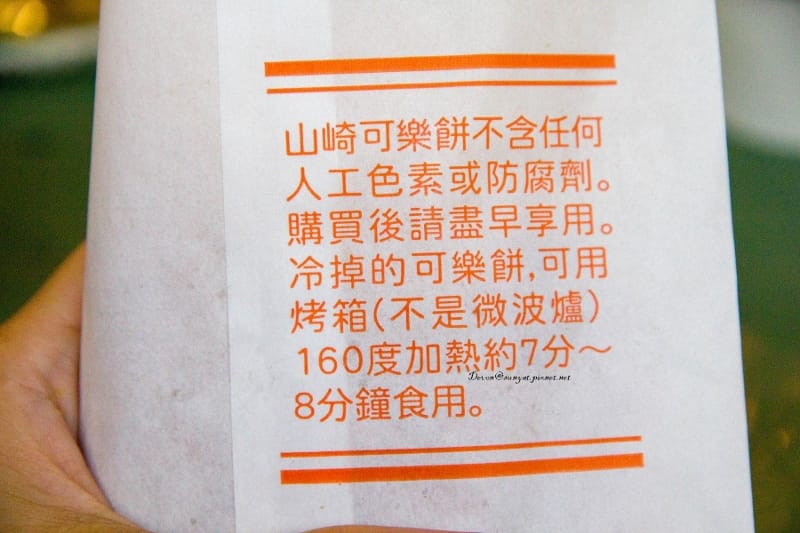 山崎可樂餅不含任何
人工色素或防腐劑。
購買後請盡早享用。
冷掉的可樂餅,可用
烤箱(不是微波爐)
160度加熱約7分～
8分鐘食用。